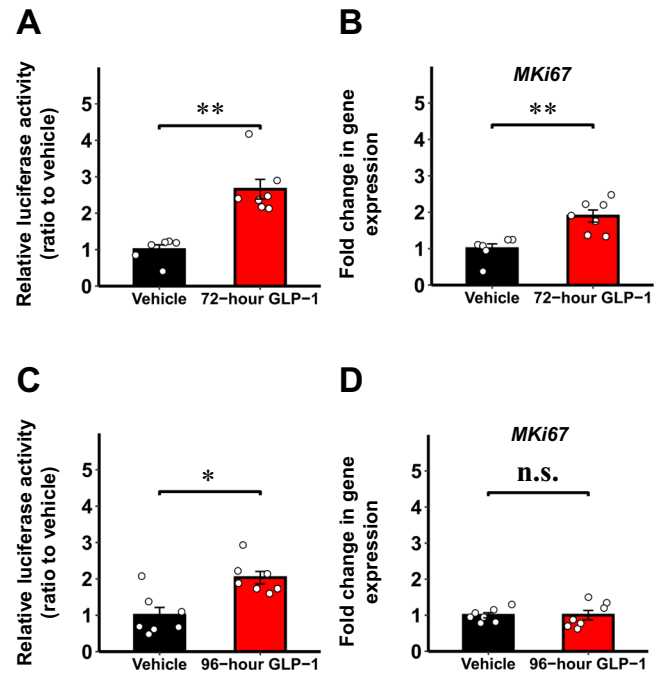 A
Relative luciferase activity
(ratio to vehicle)
5
4
3
2
1
0
**
Vehicle
72−hour GLP−1
B
Fold change in gene
expression
MKi67
5
4
3
2
1
0
**
Vehicle
72−hour GLP−1
C
Relative luciferase activity
(ratio to vehicle)
5
4
3
2
1
0
*
Vehicle
96−hour GLP−1
D
Fold change in gene
expression
MKi67
5
4
3
2
1
0
n.s.
Vehicle
96−hour GLP−1